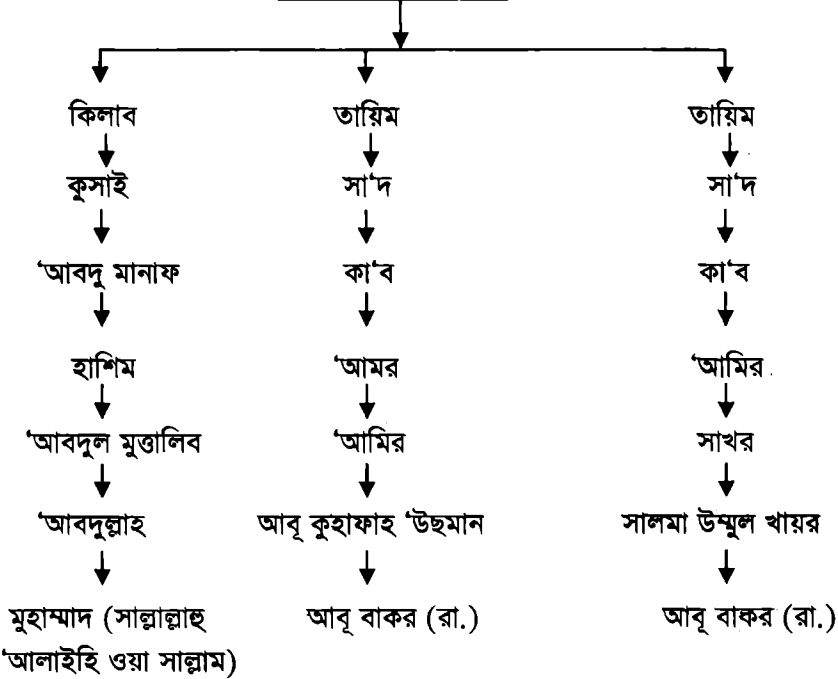 কিলাব তায়িম তায়িম
কুসাই সা‘দ সা‘দ
‘আবদু মানাফ কা‘ব কা‘ব
হাশিম ‘আমর ‘আমির
‘আবদুল মুত্তালিব ‘আমির সাখর
‘আবদুল্লাহ আবূ কুহাফাহ ‘উছমান সালমা উম্মুল খায়র
মুহাম্মাদ (সাল্লাল্লাহু আবূ বাকর (রা.) আবূ বাকর (রা.)
‘আলাইহি ওয়া সাল্লাম)